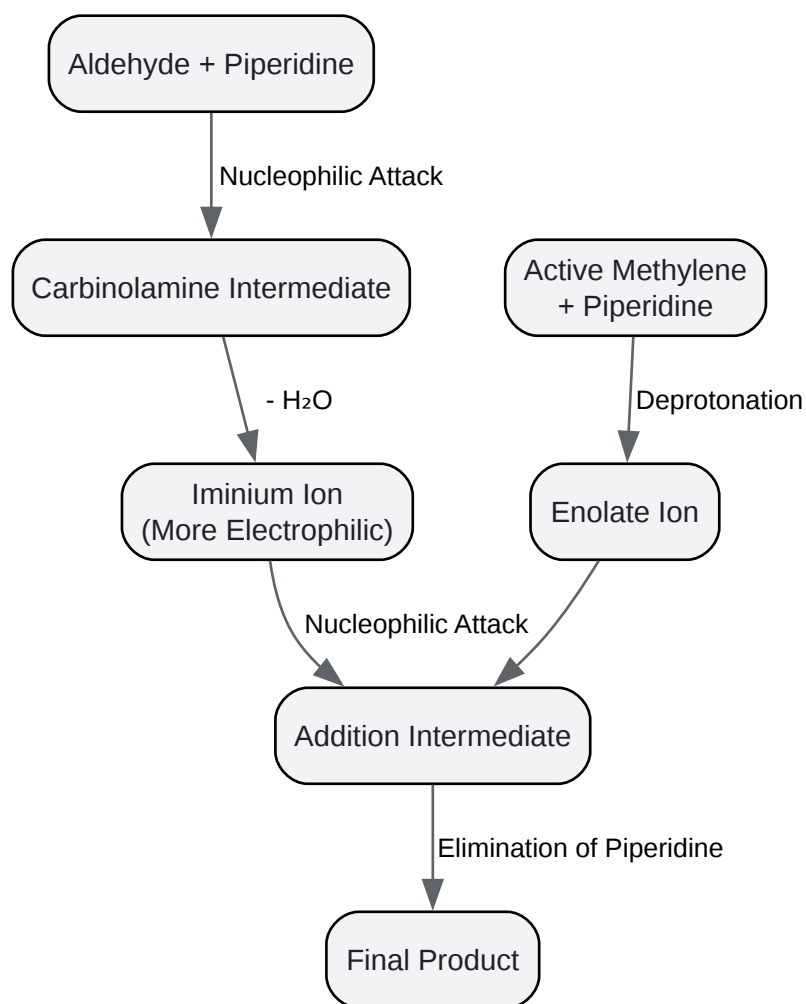 Aldehyde + Piperidine
Nucleophilic Attack
Carbinolamine Intermediate
Active Methylene
+ Piperidine
- H₂O
Deprotonation
Iminium Ion
(More Electrophilic)
Enolate Ion
Nucleophilic Attack
Addition Intermediate
Elimination of Piperidine
Final Product